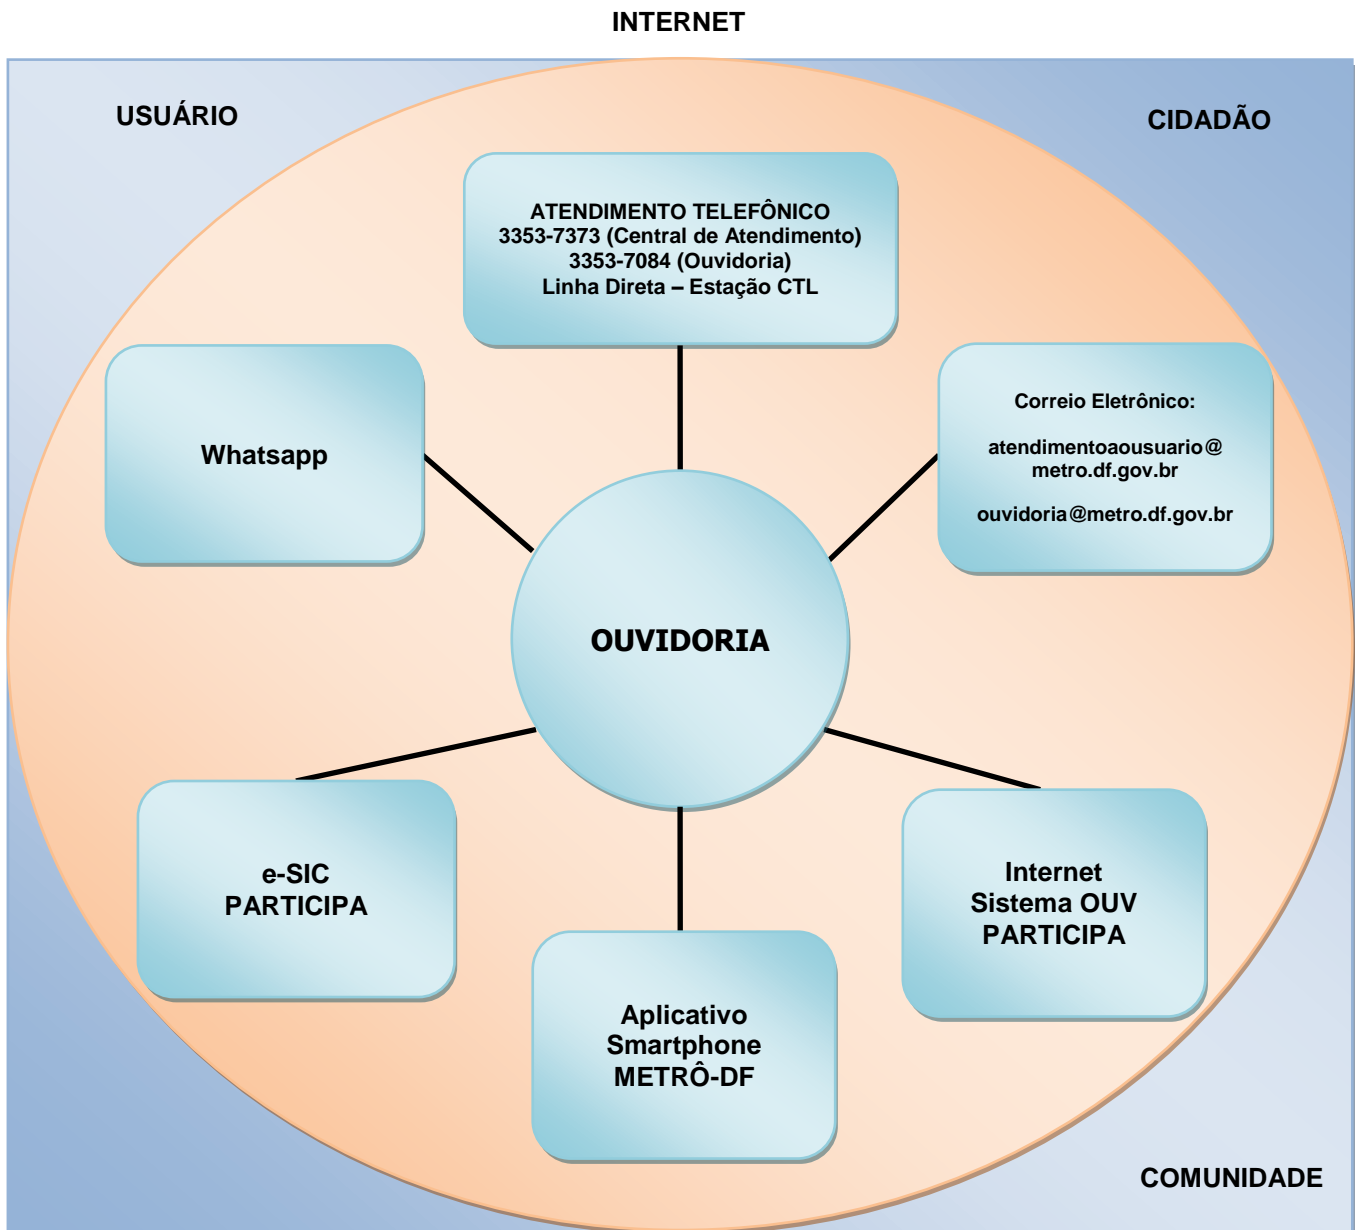 INTERNET
USUÁRIO
CIDADÃO
ATENDIMENTO TELEFÔNICO
3353-7373 (Central de Atendimento)
3353-7084 (Ouvidoria)
Linha Direta – Estação CTL
Whatsapp
Correio Eletrônico:
atendimentoaousuario@
metro.df.gov.br
ouvidoria@metro.df.gov.br
OUVIDORIA
e-SIC
PARTICIPA
Internet
Sistema OUV
PARTICIPA
Aplicativo
Smartphone
METRÔ-DF
COMUNIDADE